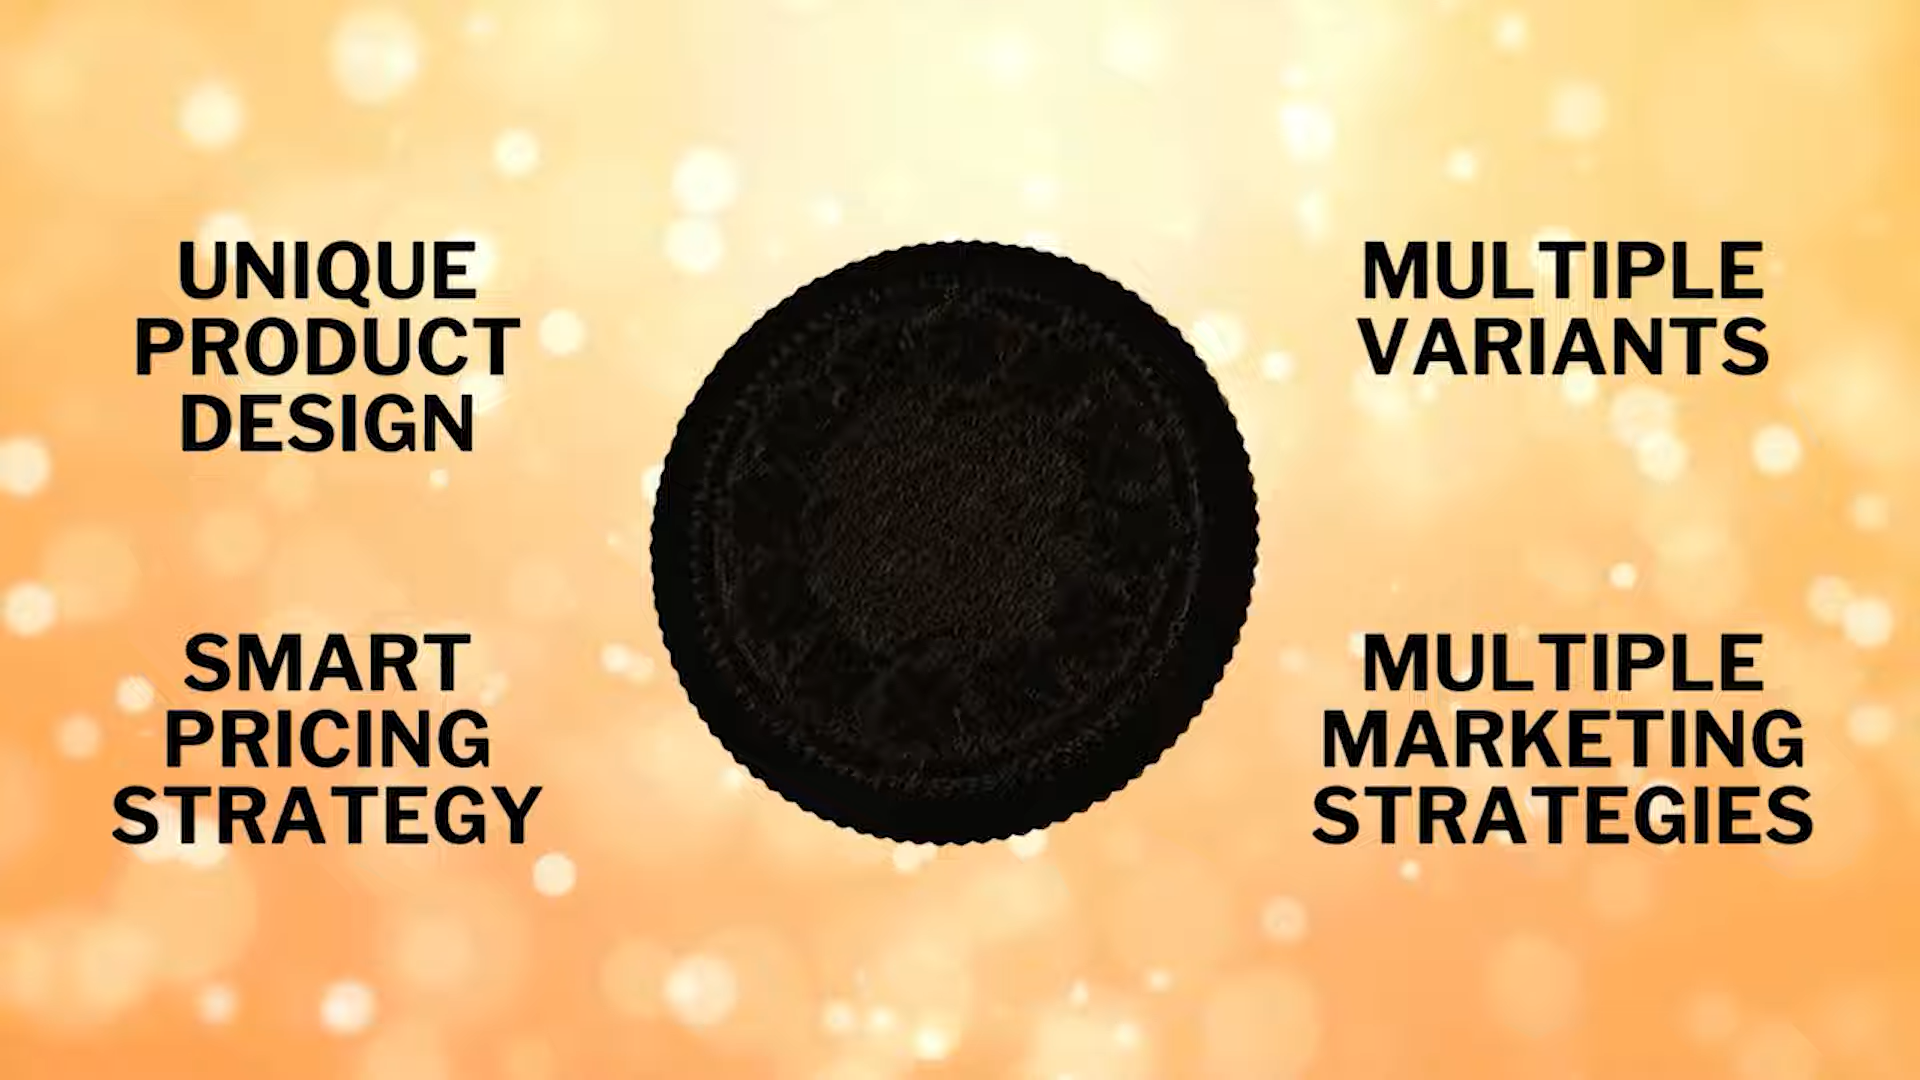 UNIQUE
PRODUCT
DESIGN
SMART
PRICING
STRATEGY
MULTIPLE
VARIANTS
MULTIPLE
MARKETING
STRATEGIES